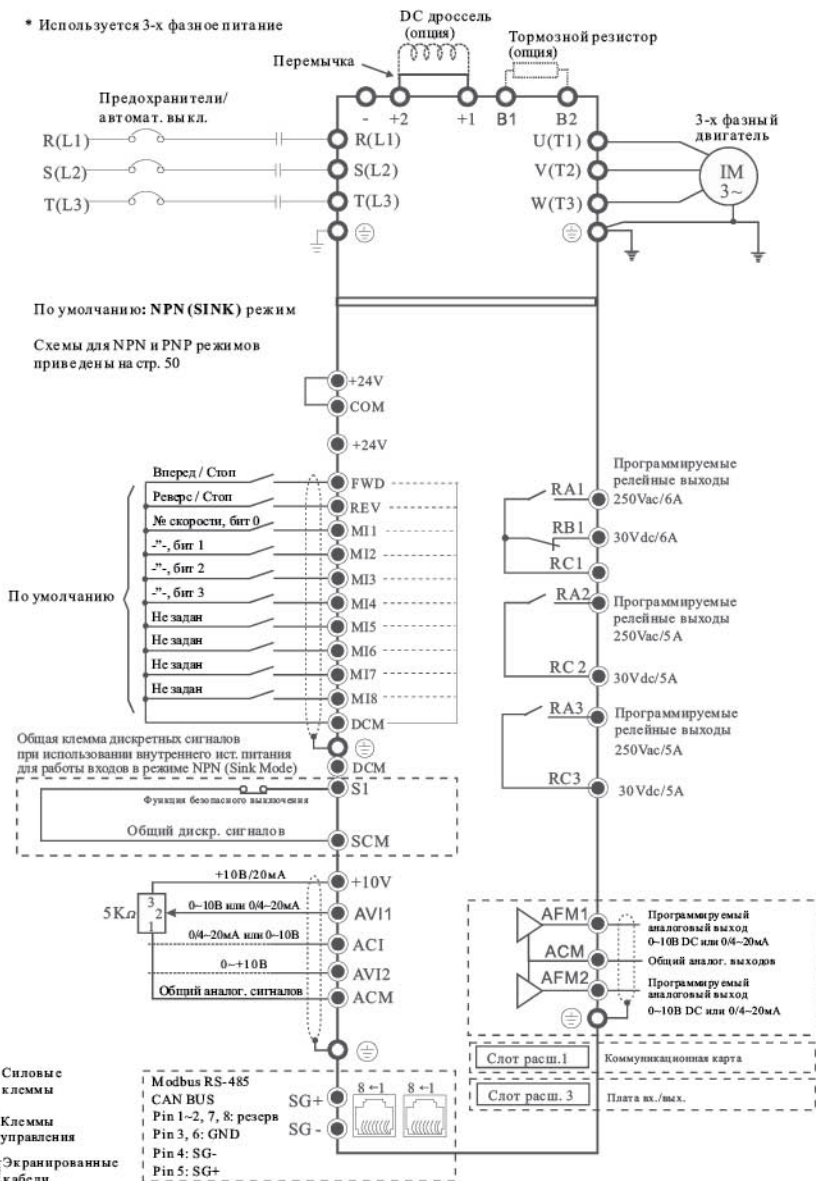 * Используется 3-х фазное питание
DC дроссель
(опция)
Тормозной резистор
(опция)
Перемычка
Предохранители/
автомат. выкл.
3-х фазный
двигатель
-
+2
+1
B1
B2
R(L1)
R(L1)
U(T1)
S(L2)
S(L2)
V(T2)
IM
3~
T(L3)
T(L3)
W(T3)
По умолчанию: NPN (SINK) режим
Схемы для NPN и PNP режимов
приведены на стр. 50
+24V
COM
+24V
Вперед / Стоп
FWD
Реверс / Стоп
REV
№ скорости, бит 0
MI1
-"-, бит 1
MI2
-"-, бит 2
MI3
-"-, бит 3
MI4
Не задан
MI5
Не задан
MI6
Не задан
MI7
Не задан
MI8
DCM
По умолчанию
Программируемые
релейные выходы
250Vac/6A
RA1
RB1
30Vdc/6A
RC1
RA2
Программируемые
релейные выходы
250Vac/5A
RC2
30Vdc/5A
RA3
Программируемые
релейные выходы
250Vac/5A
RC3
30Vdc/5A
Общая клемма дискретных сигналов
при использовании внутреннего ист. питания
для работы входов в режиме NPN (Sink Mode)
DCM
S1
Функция безопасного выключения
Общий дискр. сигналов
SCM
+10В/20мА
+10V
5KΩ
3
2
1
0~10В или 0/4~20мА
AVI1
0/4~20мА или 0~10В
ACI
0~+10В
AVI2
Общий аналог. сигналов
ACM
AFM1
Программируемый
аналоговый выход
0~10В DC или 0/4~20мА
ACM
Общий аналог. выходов
AFM2
Программируемый
аналоговый выход
0~10В DC или 0/4~20мА
Слот расш.1
Коммуникационная карта
Слот расш. 3
Плата вх./вых.
Силовые
клеммы
Клеммы
управления
Экранированные
кабели
Modbus RS-485
CAN BUS
Pin 1~2, 7, 8: резерв
Pin 3, 6: GND
Pin 4: SG-
Pin 5: SG+
SG+
SG-
8←1
8←1